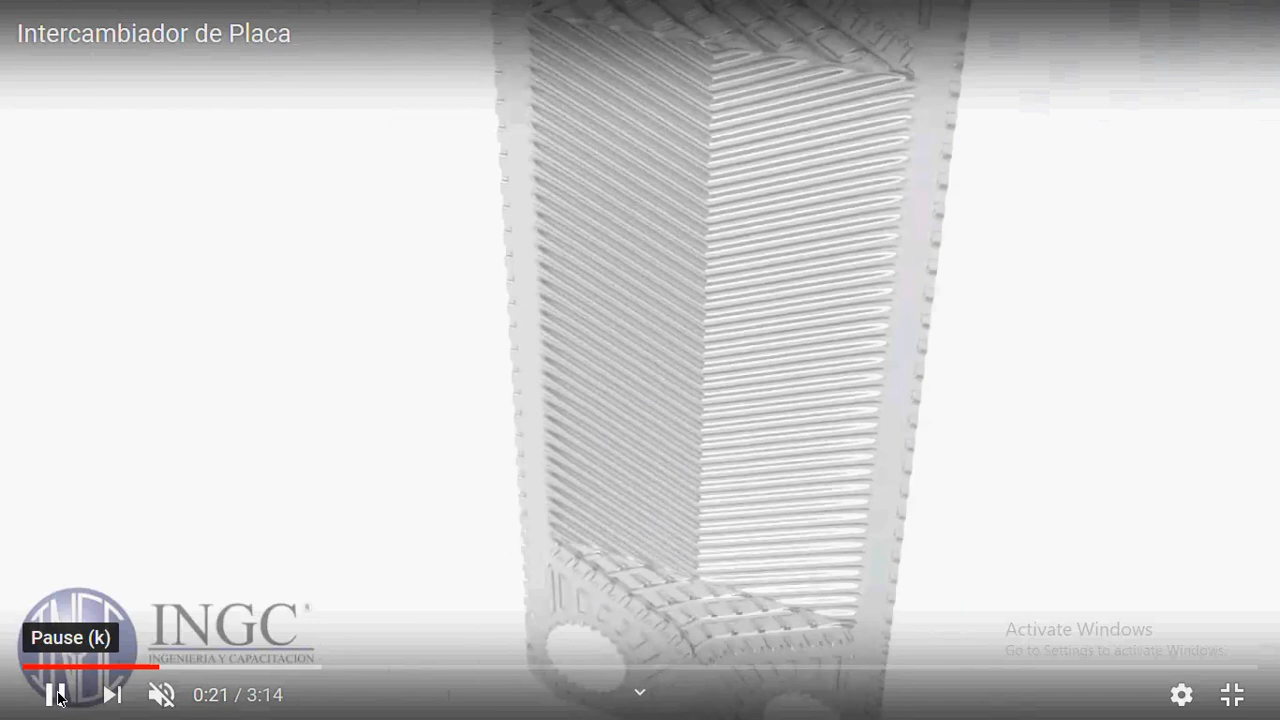 Intercambiador de Placa
INGC
INGENIERIA Y CAPACITACION
Pause (k)
Activate Windows
Go to Settings to activate Windows.
0:21 / 3:14